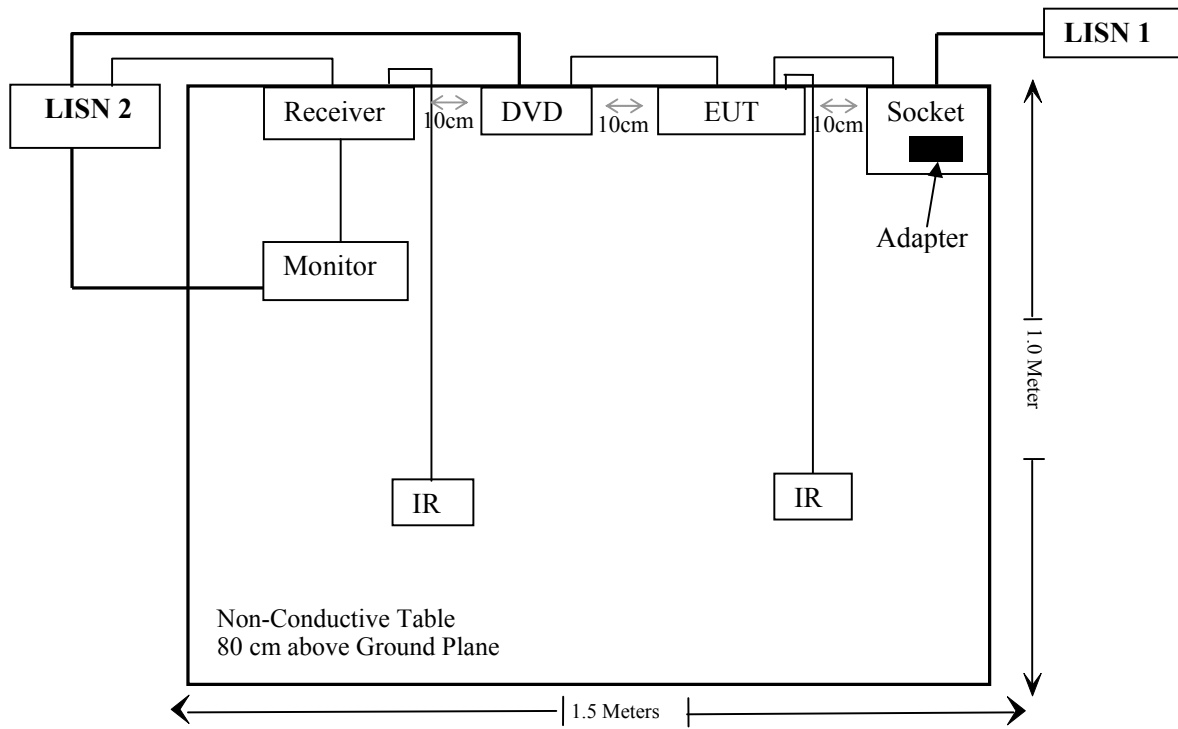 LISN 1
LISN 2
Receiver
10cm
DVD
10cm
EUT
10cm
Socket
Adapter
Monitor
1.0 Meter
IR
IR
Non-Conductive Table
80 cm above Ground Plane
1.5 Meters